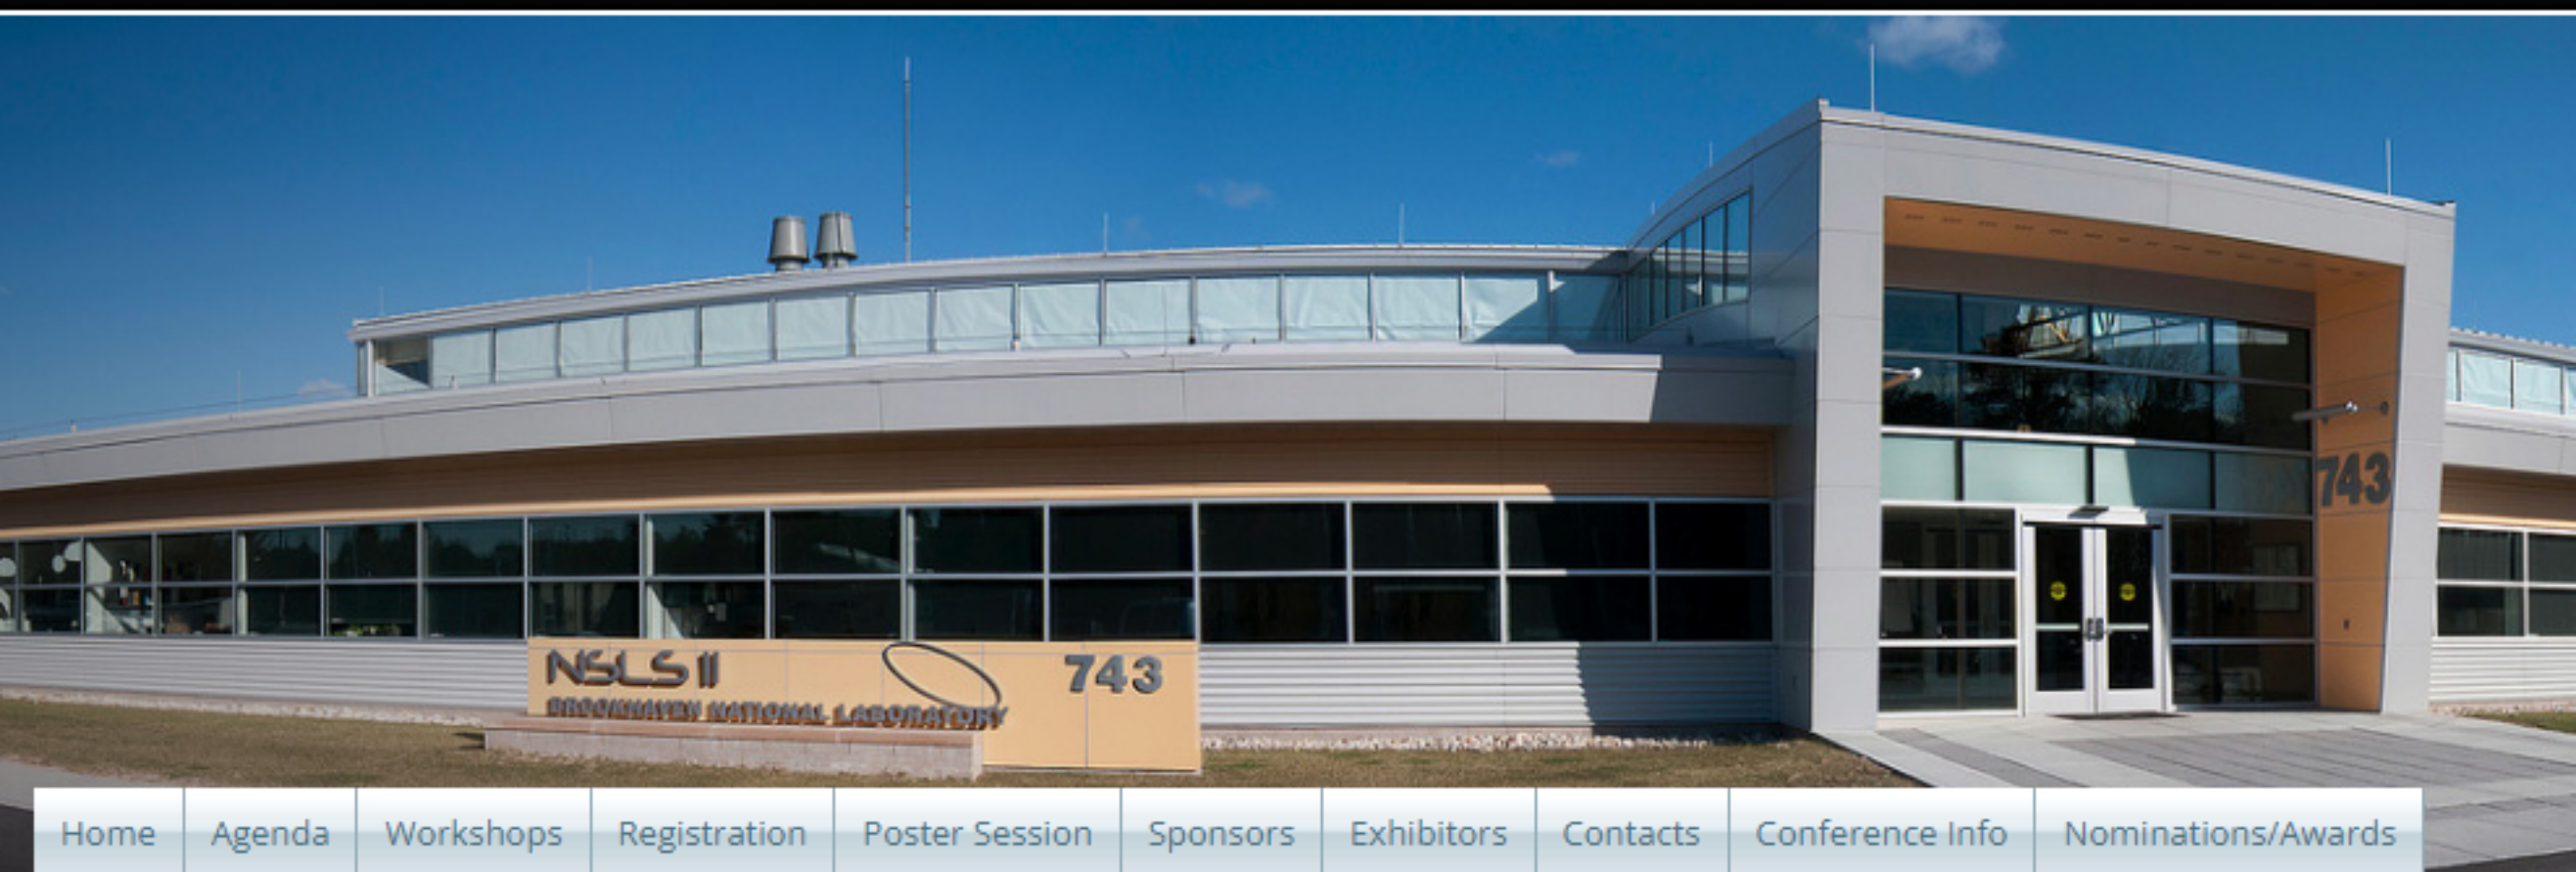 743
NSLS II
743
BROOKHAVEN NATIONAL LABORATORY
Home
Agenda
Workshops
Registration
Poster Session
Sponsors
Exhibitors
Contacts
Conference Info
Nominations/Awards